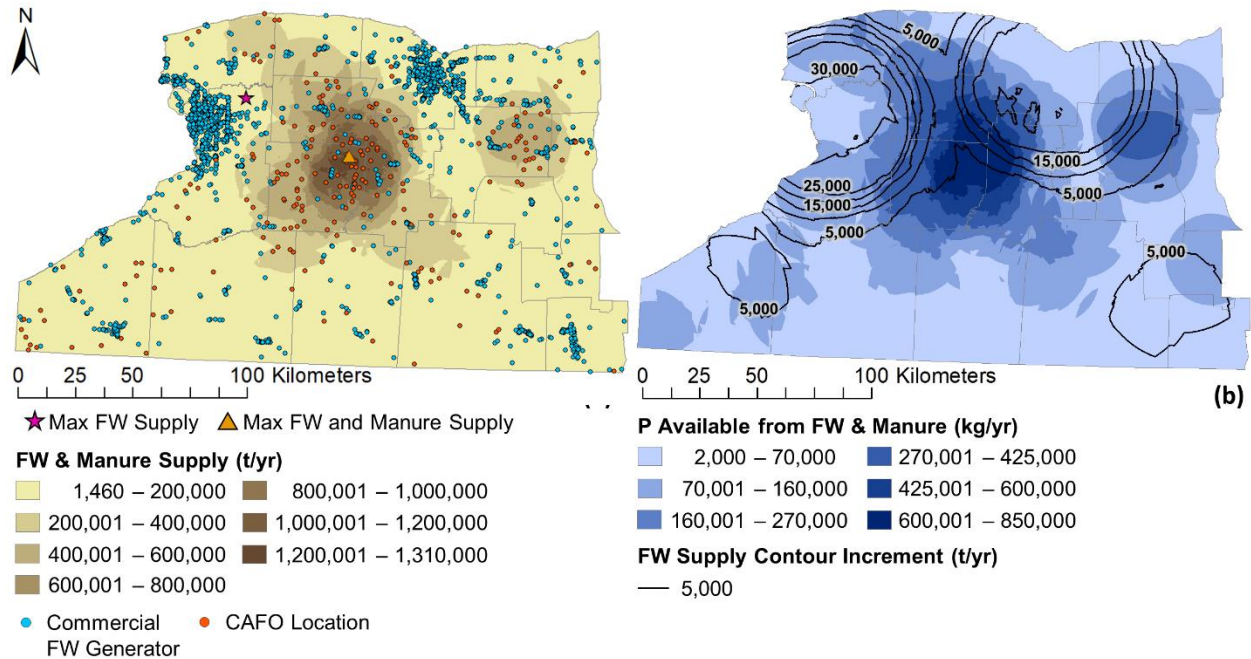 N
0 25 50 100 Kilometers
★ Max FW Supply ▲ Max FW and Manure Supply
FW & Manure Supply (t/yr)
1,460 – 200,000 800,001 – 1,000,000
200,001 – 400,000 1,000,001 – 1,200,000
400,001 – 600,000 1,200,001 – 1,310,000
600,001 – 800,000
Commercial FW Generator
CAFO Location
5,000
30,000
15,000
5,000
25,000
15,000
5,000
5,000
5,000
0 25 50 100 Kilometers
(b)
P Available from FW & Manure (kg/yr)
2,000 – 70,000 270,001 – 425,000
70,001 – 160,000 425,001 – 600,000
160,001 – 270,000 600,001 – 850,000
FW Supply Contour Increment (t/yr)
5,000